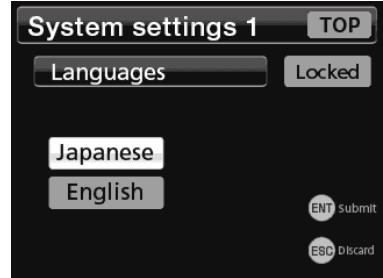 System settings 1 TOP
Languages Locked
Japanese
English
ENT Submit
ESC Discard